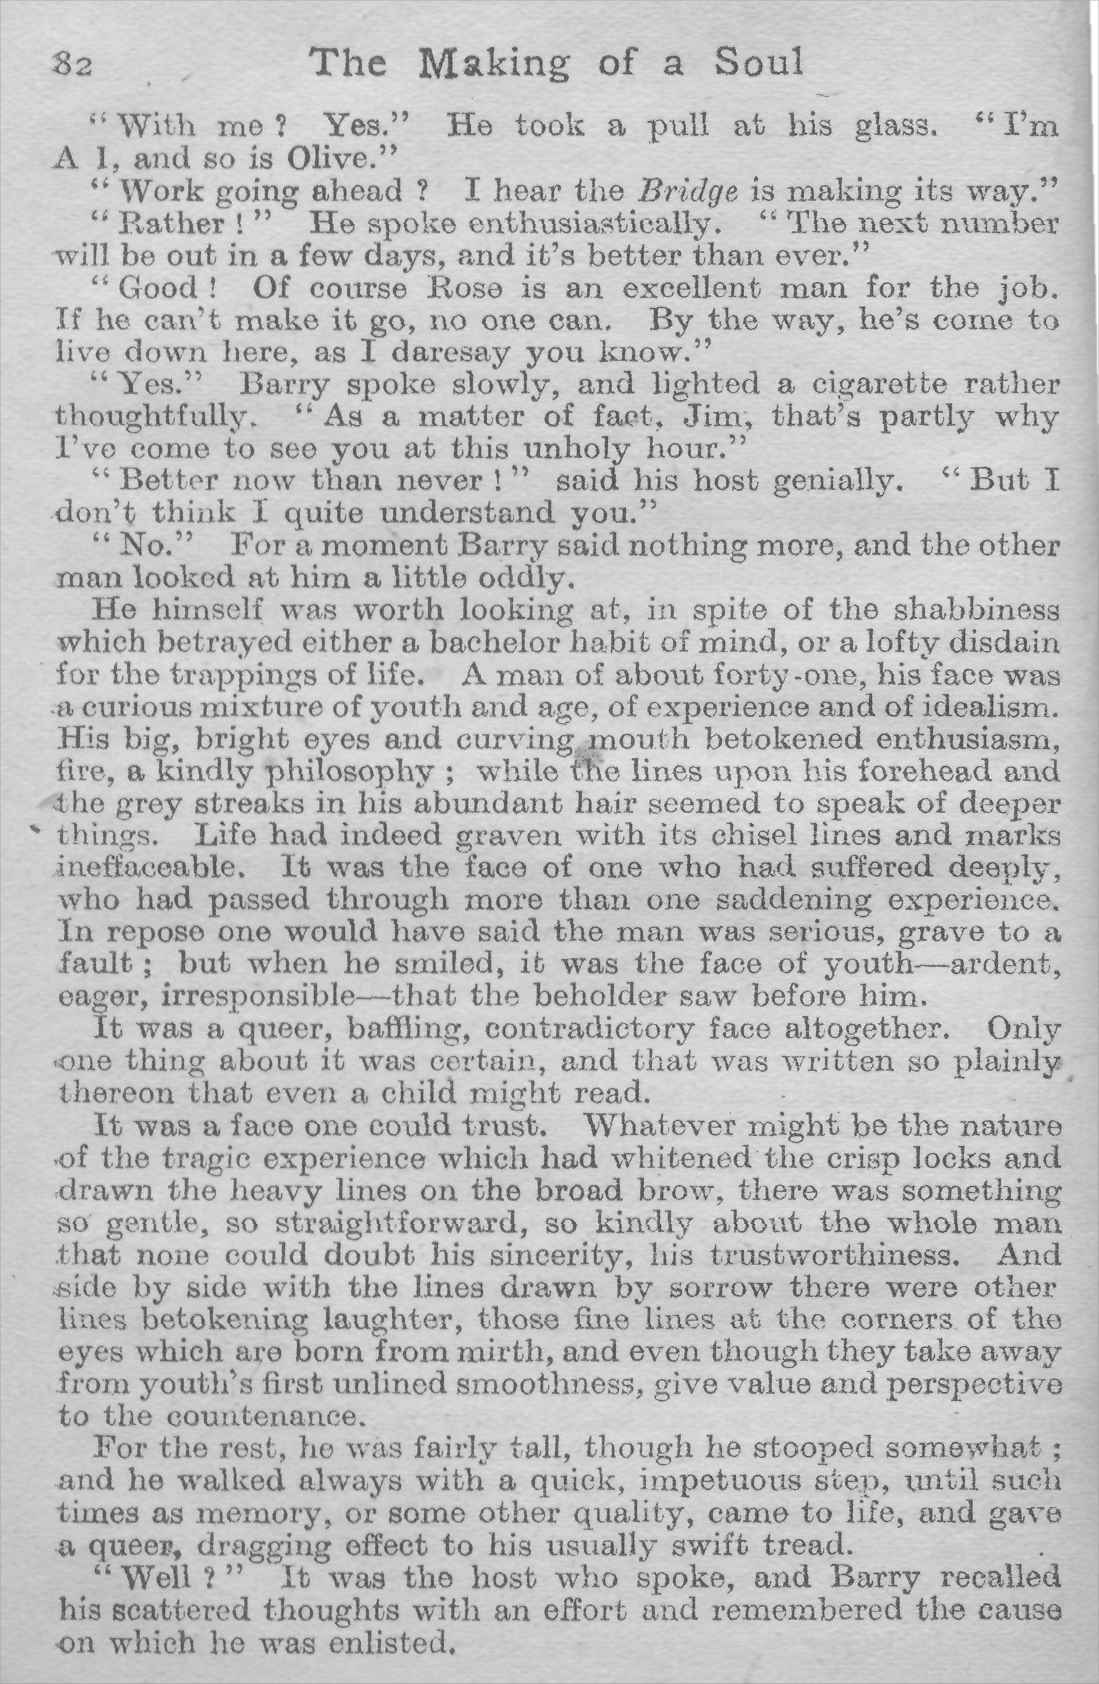 82 The Making of a Soul
“With me? Yes.” He took a pull at his glass. “I’m
A 1, and so is Olive.”
“Work going ahead? I hear the Bridge is making its way.”
“Rather!” He spoke enthusiastically. “The next number
will be out in a few days, and it’s better than ever.”
“Good! Of course Rose is an excellent man for the job.
If he can’t make it go, no one can. By the way, he’s come to
live down here, as I daresay you know.”
“Yes.” Barry spoke slowly, and lighted a cigarette rather
thoughtfully. “As a matter of fact, Jim, that’s partly why
I’ve come to see you at this unholy hour.”
“Better now than never!” said his host genially. “But I
don’t think I quite understand you.”
“No.” For a moment Barry said nothing more, and the other
man looked at him a little oddly.
He himself was worth looking at, in spite of the shabbiness
which betrayed either a bachelor habit of mind, or a lofty disdain
for the trappings of life. A man of about forty-one, his face was
a curious mixture of youth and age, of experience and of idealism.
His big, bright eyes and curving mouth betokened enthusiasm,
fire, a kindly philosophy; while the lines upon his forehead and
the grey streaks in his abundant hair seemed to speak of deeper
things. Life had indeed graven with its chisel lines and marks
ineffaceable. It was the face of one who had suffered deeply,
who had passed through more than one saddening experience.
In repose one would have said the man was serious, grave to a
fault; but when he smiled, it was the face of youth—ardent,
eager, irresponsible—that the beholder saw before him.
It was a queer, baffling, contradictory face altogether. Only
one thing about it was certain, and that was written so plainly
thereon that even a child might read.
It was a face one could trust. Whatever might be the nature
of the tragic experience which had whitened the crisp locks and
drawn the heavy lines on the broad brow, there was something
so gentle, so straightforward, so kindly about the whole man
that none could doubt his sincerity, his trustworthiness. And
side by side with the lines drawn by sorrow there were other
lines betokening laughter, those fine lines at the corners of the
eyes which are born from mirth, and even though they take away
from youth’s first unlined smoothness, give value and perspective
to the countenance.
For the rest, he was fairly tall, though he stooped somewhat;
and he walked always with a quick, impetuous step, until such
times as memory, or some other quality, came to life, and gave
a queer, dragging effect to his usually swift tread.
“Well?” It was the host who spoke, and Barry recalled
his scattered thoughts with an effort and remembered the cause
on which he was enlisted.